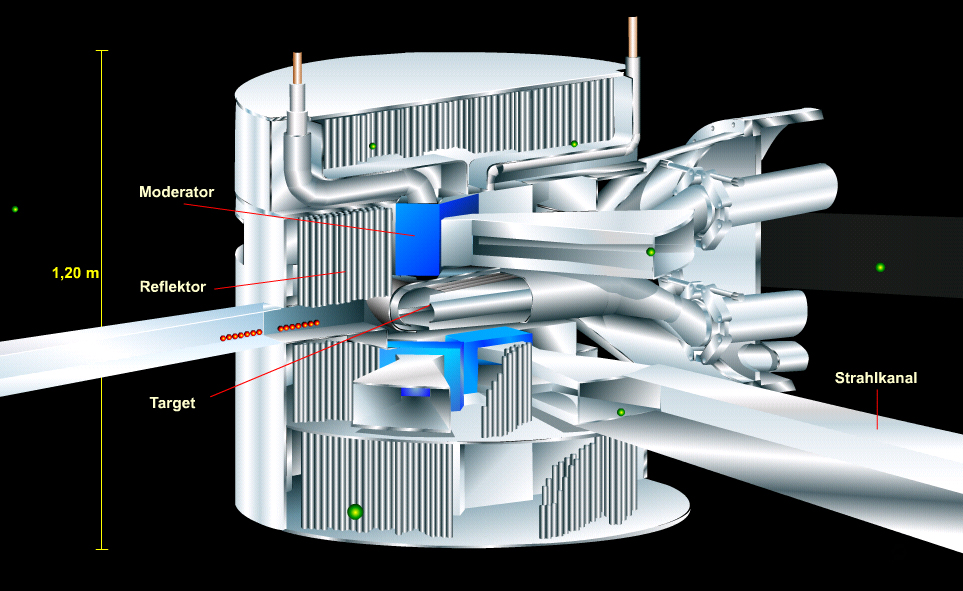 Moderator
1,20 m
Reflektor
Strahlkanal
Target